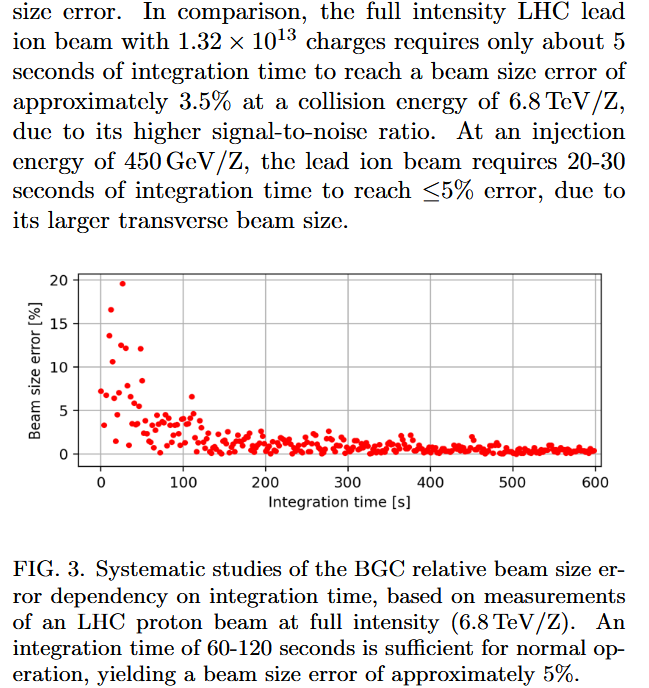 size error. In comparison, the full intensity LHC lead
ion beam with 1.32 × 10¹³ charges requires only about 5
seconds of integration time to reach a beam size error of
approximately 3.5% at a collision energy of 6.8 TeV/Z,
due to its higher signal-to-noise ratio. At an injection
energy of 450 GeV/Z, the lead ion beam requires 20-30
seconds of integration time to reach ≤5% error, due to
its larger transverse beam size.
Beam size error [%]
20
15
10
5
0
0 100 200 300 400 500 600
Integration time [s]
FIG. 3. Systematic studies of the BGC relative beam size er-
ror dependency on integration time, based on measurements
of an LHC proton beam at full intensity (6.8 TeV/Z). An
integration time of 60-120 seconds is sufficient for normal op-
eration, yielding a beam size error of approximately 5%.